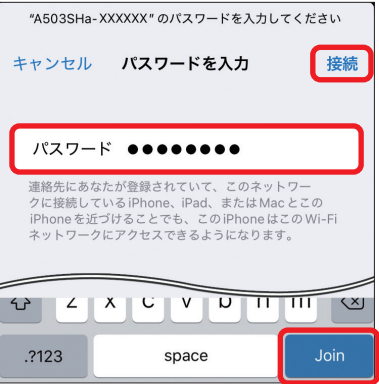 “A503SHa-XXXXXX” のパスワードを入力してください
キャンセル パスワードを入力 接続
パスワード ●●●●●●●●
連絡先にあなたが登録されていて、このネットワー
クに接続しているiPhone、iPad、またはMacとこの
iPhoneを近づけることでも、このiPhoneはこのWi-Fi
ネットワークにアクセスできるようになります。
Z X C V b n m
.?123 space Join